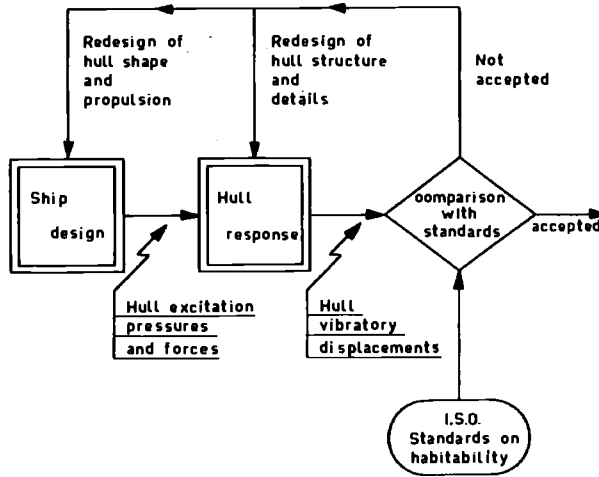 Redesign of
hull shape
and
propulsion
Redesign of
hull structure
and
details
Not
accepted
Ship
design
Hull
response
oomparison
with
standards
accepted
Hull excitation
pressures
and forces
Hull
vibratory
displacements
I.S.O.
Standards on
habitability